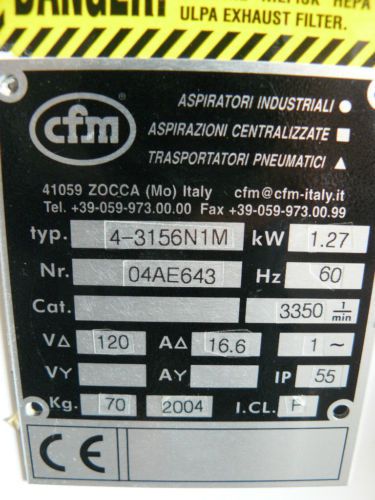 DANGER!
HEPA
ULPA EXHAUST FILTER.
cfm
ASPIRATORI INDUSTRIALI ●
ASPIRAZIONI CENTRALIZZATE ■
TRASPORTATORI PNEUMATICI ▲
41059 ZOCCA (Mo) Italy cfm@cfm-italy.it
Tel. +39-059-973.00.00 Fax +39-059-973.00.99
typ. 4-3156N1M kW 1.27
Nr. 04AE643 Hz 60
Cat. 3350 1/min
VΔ 120 AΔ 16.6 1 ~
VY AY IP 55
Kg. 70 2004 I.CL. F
CE